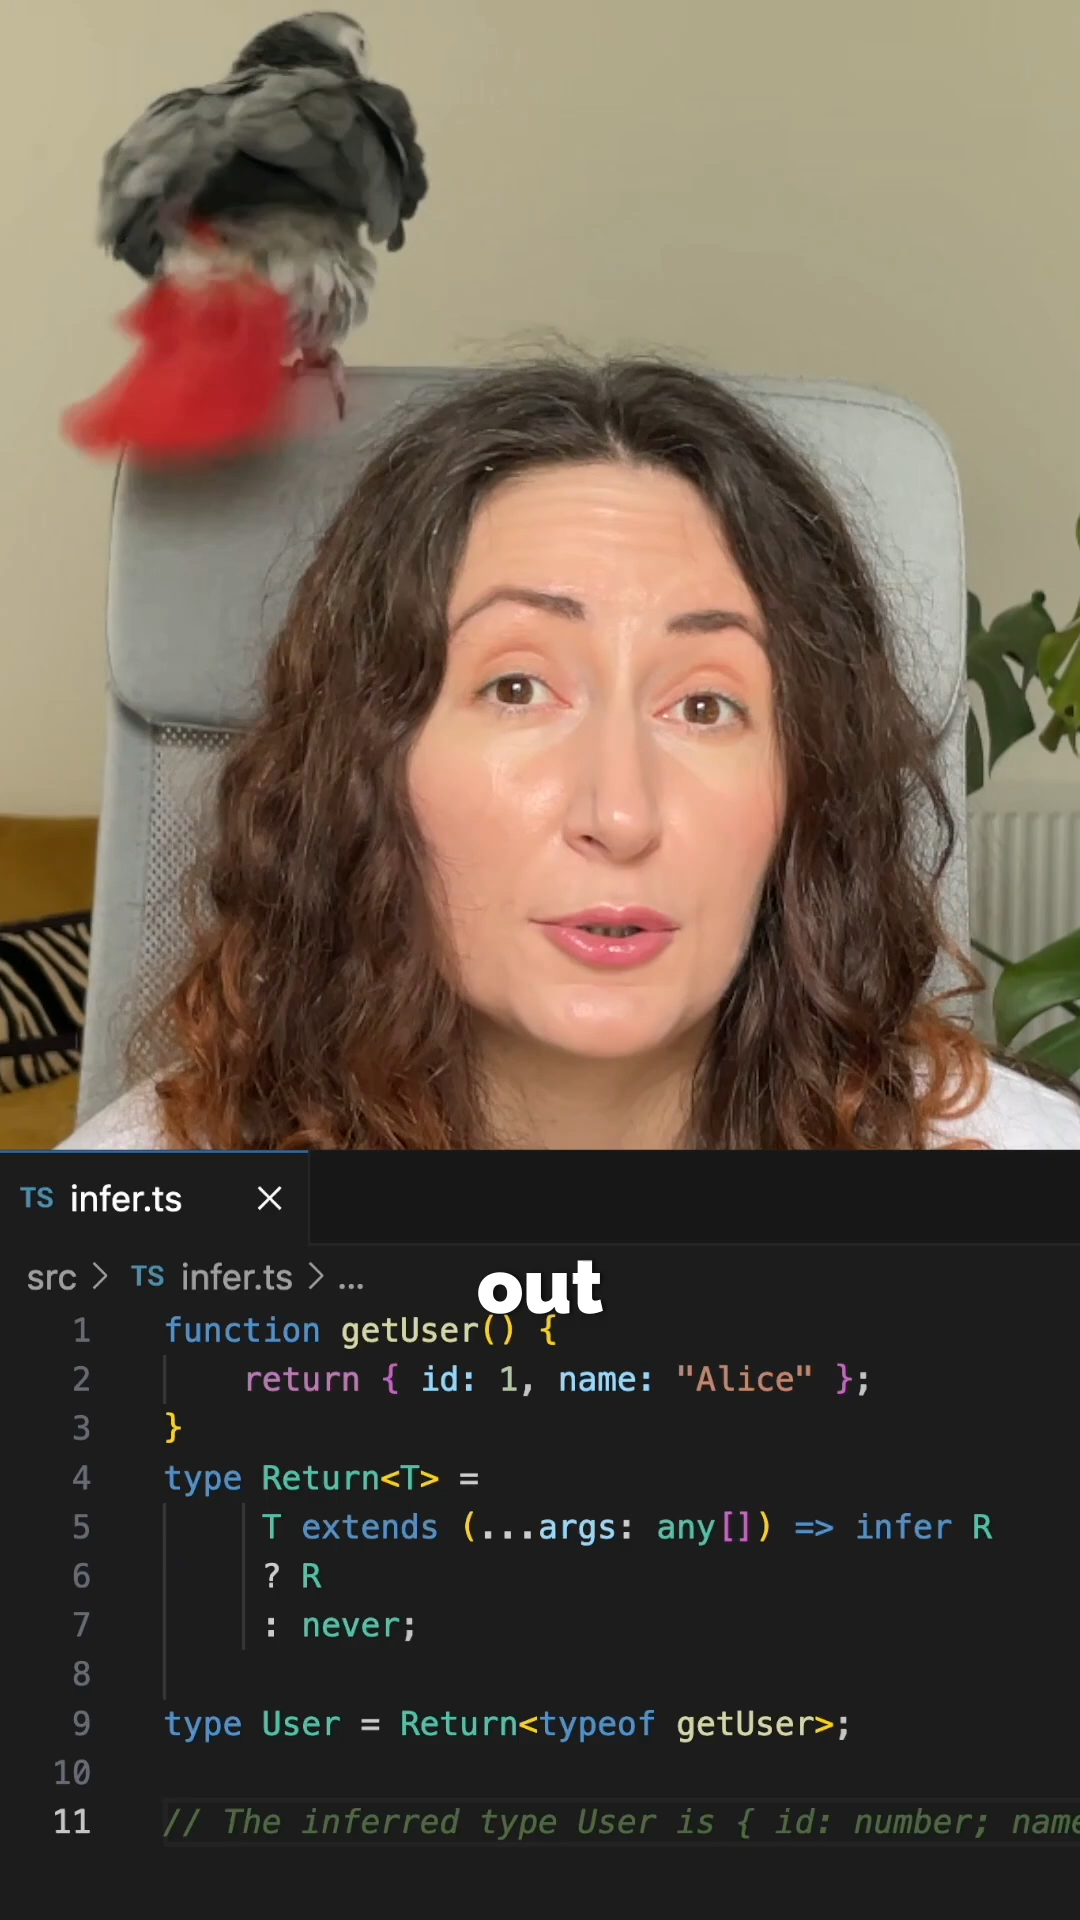 TS infer.ts ×
src > TS infer.ts > ...
out
1 function getUser() {
2     return { id: 1, name: "Alice" };
3 }
4 type Return<T> =
5     T extends (...args: any[]) => infer R
6     ? R
7     : never;
8
9 type User = Return<typeof getUser>;
10
11 // The inferred type User is { id: number; name